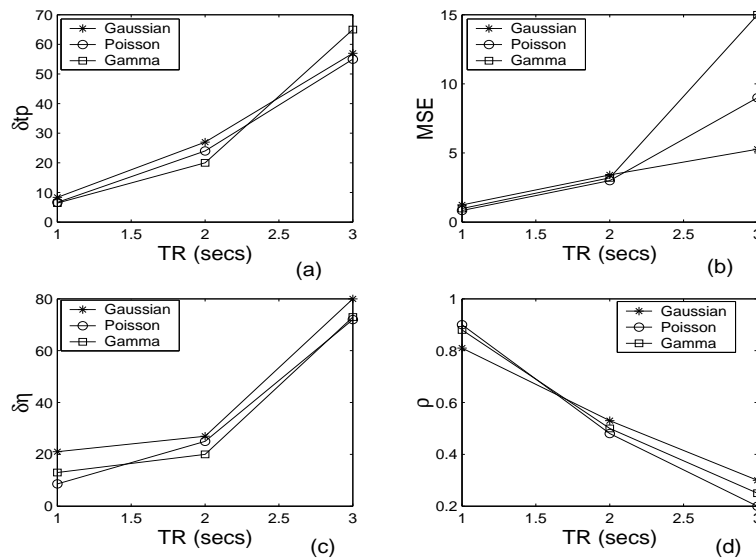 70
60
50
40
30
20
10
0
δtp
Gaussian
Poisson
Gamma
1 1.5 2 2.5 3
TR (secs)
(a)
15
10
5
0
MSE
Gaussian
Poisson
Gamma
1 1.5 2 2.5 3
TR (secs)
(b)
80
60
40
20
0
δη
Gaussian
Poisson
Gamma
1 1.5 2 2.5 3
TR (secs)
(c)
1
0.8
0.6
0.4
0.2
ρ
Gaussian
Poisson
Gamma
1 1.5 2 2.5 3
TR (secs)
(d)